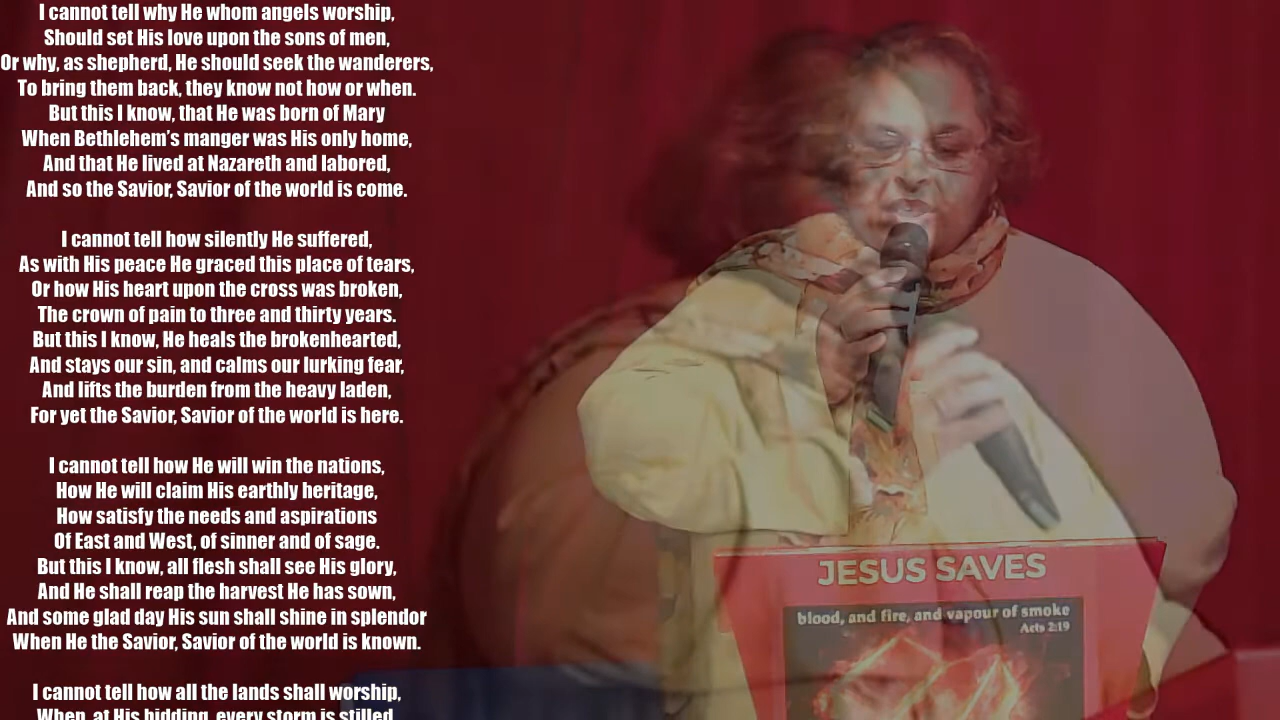 I cannot tell why He whom angels worship,
Should set His love upon the sons of men,
Or why, as shepherd, He should seek the wanderers,
To bring them back, they know not how or when.
But this I know, that He was born of Mary
When Bethlehem’s manger was His only home,
And that He lived at Nazareth and labored,
And so the Savior, Savior of the world is come.
I cannot tell how silently He suffered,
As with His peace He graced this place of tears,
Or how His heart upon the cross was broken,
The crown of pain to three and thirty years.
But this I know, He heals the brokenhearted,
And stays our sin, and calms our lurking fear,
And lifts the burden from the heavy laden,
For yet the Savior, Savior of the world is here.
I cannot tell how He will win the nations,
How He will claim His earthly heritage,
How satisfy the needs and aspirations
Of East and West, of sinner and of sage.
But this I know, all flesh shall see His glory,
And He shall reap the harvest He has sown,
And some glad day His sun shall shine in splendor
When He the Savior, Savior of the world is known.
I cannot tell how all the lands shall worship,
When, at His bidding, every storm is stilled,
JESUS SAVES
blood, and fire, and vapour of smoke
Acts 2:19